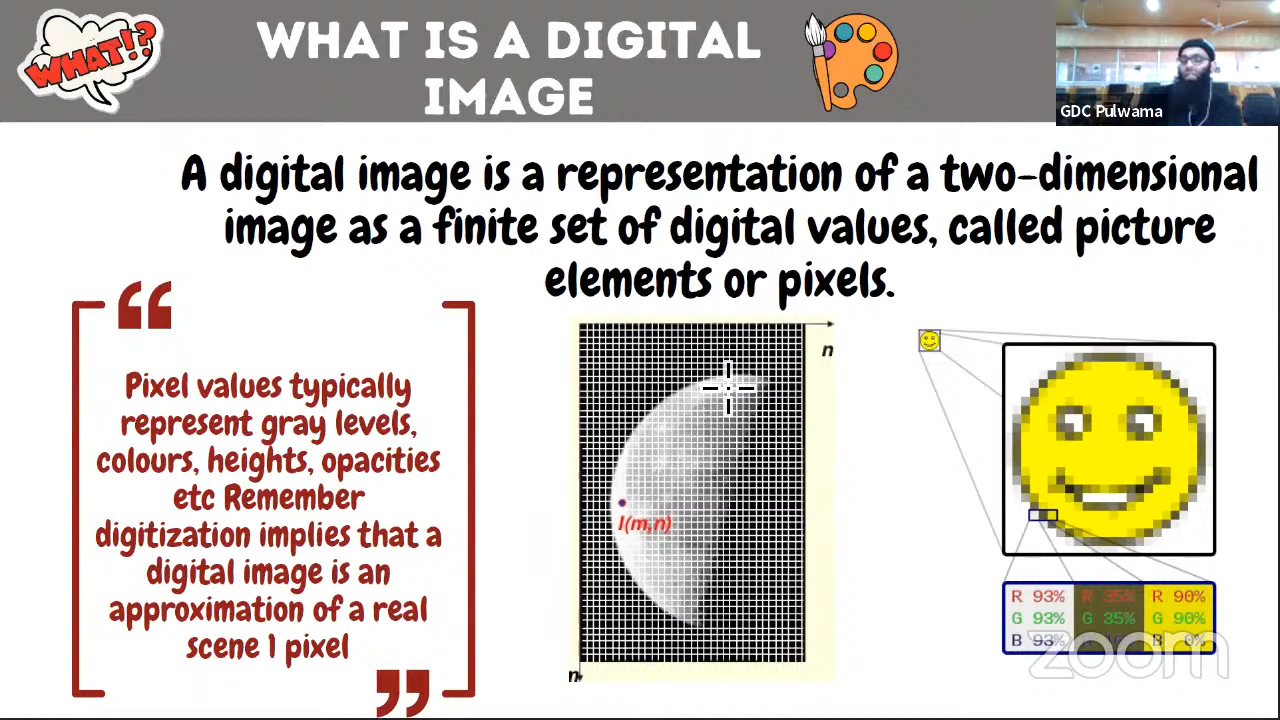 WHAT!?
WHAT IS A DIGITAL
IMAGE
GDC Pulwama
A digital image is a representation of a two-dimensional
image as a finite set of digital values, called picture
elements or pixels.
Pixel values typically
represent gray levels,
colours, heights, opacities
etc Remember
digitization implies that a
digital image is an
approximation of a real
scene 1 pixel
n
I(m,n)
n
R 93% R 35% R 90%
G 93% G 35% G 90%
B 93% B 0%
zoom